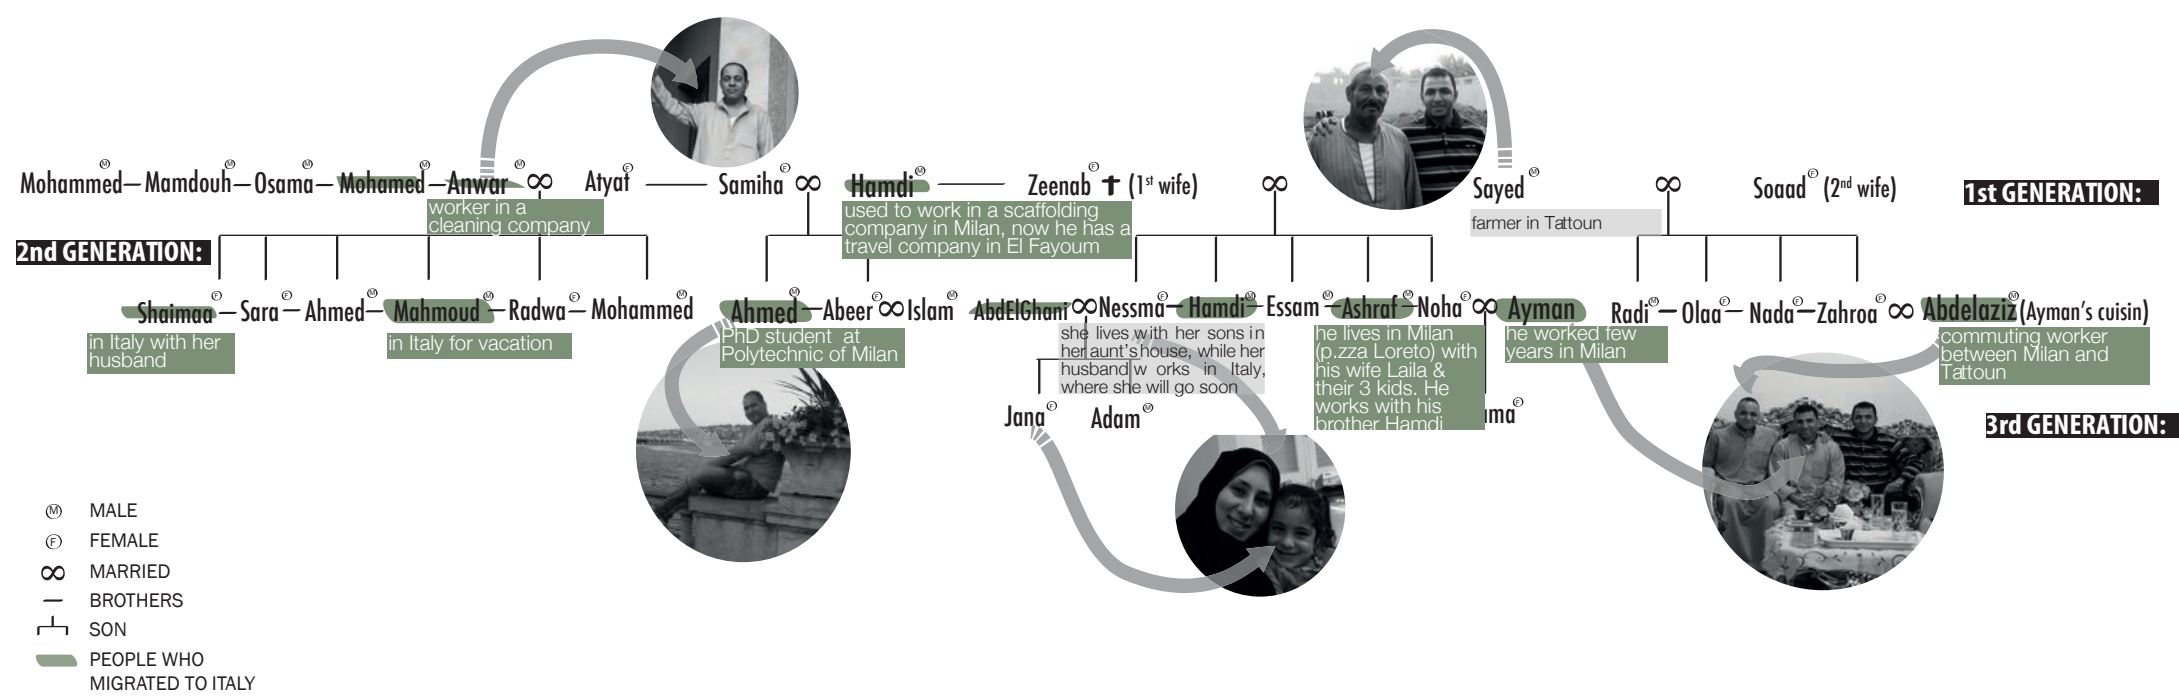 Mohammed Mamdouh Osama Mohamed Anwar ∞ Atyat Samiha ∞ Hamdi Zeenab ✝ (1st wife) ∞ Sayed ∞ Soaad (2nd wife)
1st GENERATION:
worker in a
cleaning company
used to work in a scaffolding
company in Milan, now he has a
travel company in El Fayoum
farmer in Tattoun
2nd GENERATION:
Shaimaa Sara Ahmed Mahmoud Radwa Mohammed Ahmed Abeer ∞ Islam AbdElGhani ∞ Nessma Hamdi Essam Ashraf Noha ∞ Ayman Radi Olaa Nada Zahroa ∞ Abdelaziz (Ayman's cuisin)
in Italy with her
husband
in Italy for vacation
PhD student at
Polytechnic of Milan
she lives with her sons in
her aunt's house, while her
husband w orks in Italy,
where she will go soon
he lives in Milan
(p.zza Loreto) with
his wife Laila &
their 3 kids. He
works with his
brother Hamdi
he worked few
years in Milan
commuting worker
between Milan and
Tattoun
Jana Adam
3rd GENERATION:
M MALE
F FEMALE
∞ MARRIED
BROTHERS
SON
PEOPLE WHO
MIGRATED TO ITALY